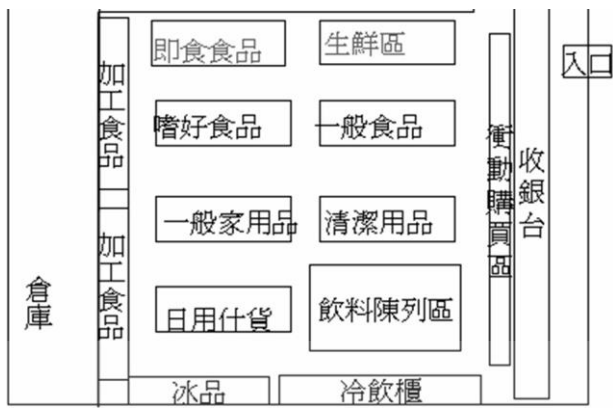 即食食品
生鮮區
入口
加工食品
嗜好食品
一般食品
衝動購買區
收銀台
一般家用品
清潔用品
加工食品
倉庫
日用什貨
飲料陳列區
冰品
冷飲櫃